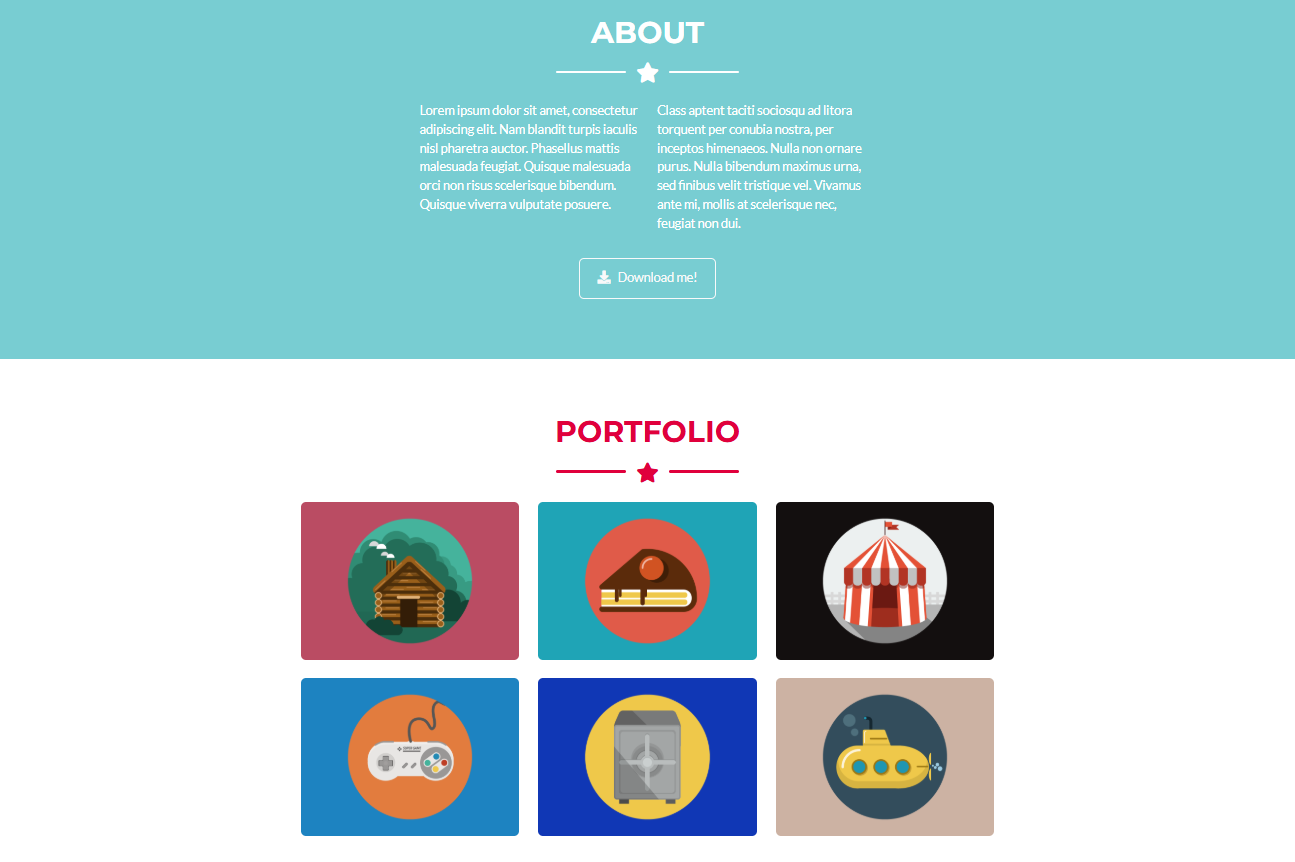 ABOUT
Lorem ipsum dolor sit amet, consectetur
adipiscing elit. Nam blandit turpis iaculis
nisl pharetra auctor. Phasellus mattis
malesuada feugiat. Quisque malesuada
orci non risus scelerisque bibendum.
Quisque viverra vulputate posuere.
Class aptent taciti sociosqu ad litora
torquent per conubia nostra, per
inceptos himenaeos. Nulla non ornare
purus. Nulla bibendum maximus urna,
sed finibus velit tristique vel. Vivamus
ante mi, mollis at scelerisque nec,
feugiat non dui.
Download me!
PORTFOLIO